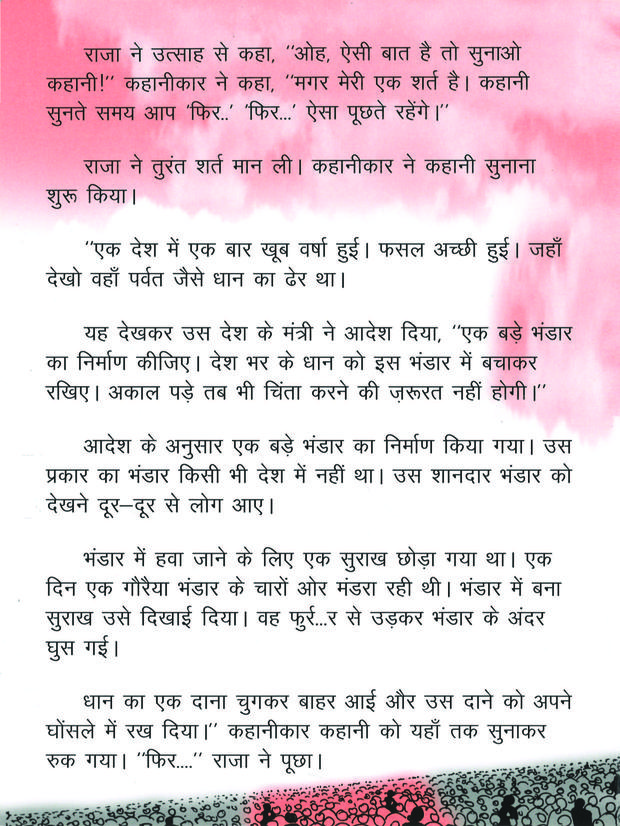 राजा ने उत्साह से कहा, ''ओह, ऐसी बात है तो सुनाओ
कहानी!'' कहानीकार ने कहा, ''मगर मेरी एक शर्त है। कहानी
सुनते समय आप 'फिर..' 'फिर...' ऐसा पूछते रहेंगे।''
राजा ने तुरंत शर्त मान ली। कहानीकार ने कहानी सुनाना
शुरू किया।
''एक देश में एक बार खूब वर्षा हुई। फसल अच्छी हुई। जहाँ
देखो वहाँ पर्वत जैसे धान का ढेर था।
यह देखकर उस देश के मंत्री ने आदेश दिया, ''एक बड़े भंडार
का निर्माण कीजिए। देश भर के धान को इस भंडार में बचाकर
रखिए। अकाल पड़े तब भी चिंता करने की ज़रूरत नहीं होगी।''
आदेश के अनुसार एक बड़े भंडार का निर्माण किया गया। उस
प्रकार का भंडार किसी भी देश में नहीं था। उस शानदार भंडार को
देखने दूर–दूर से लोग आए।
भंडार में हवा जाने के लिए एक सुराख छोड़ा गया था। एक
दिन एक गौरैया भंडार के चारों ओर मंडरा रही थी। भंडार में बना
सुराख उसे दिखाई दिया। वह फुर्र...र से उड़कर भंडार के अंदर
घुस गई।
धान का एक दाना चुगकर बाहर आई और उस दाने को अपने
घोंसले में रख दिया।'' कहानीकार कहानी को यहाँ तक सुनाकर
रुक गया। ''फिर....'' राजा ने पूछा।